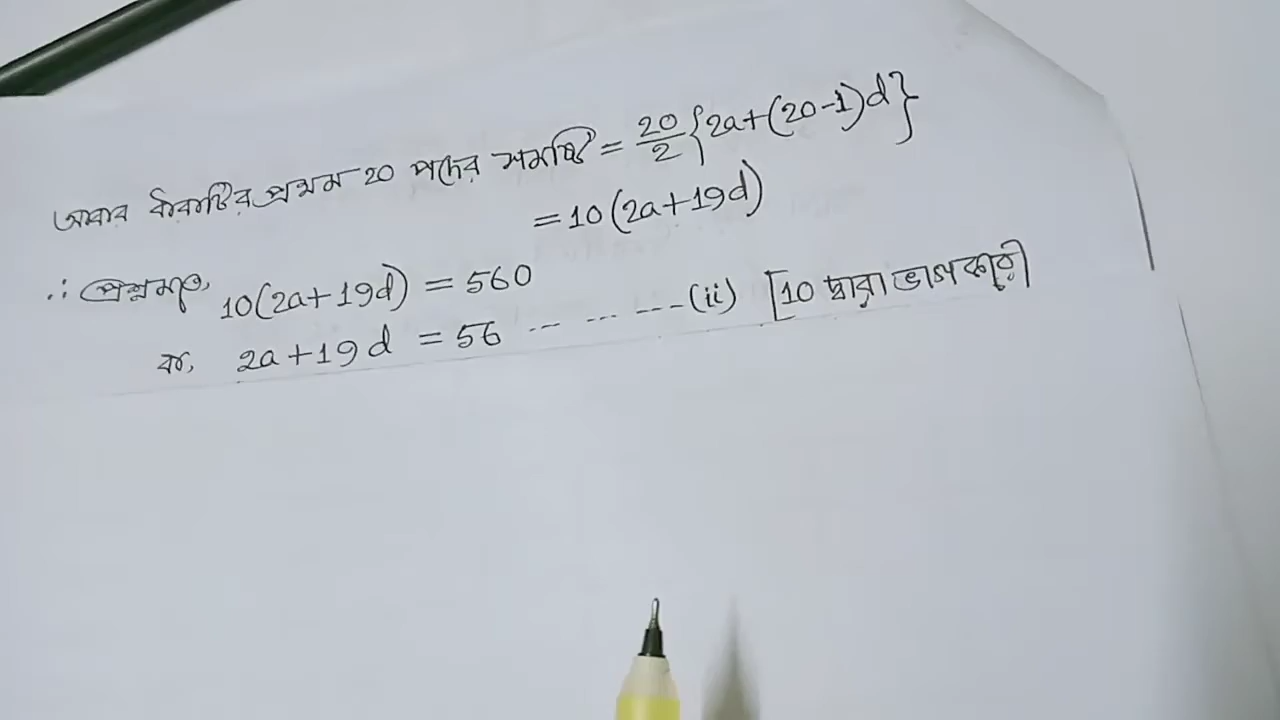 আবার ধারাটির প্রথম 20 পদের সমষ্টি = 20/2 {2a+(20-1)d}
= 10(2a+19d)
∴ প্রশ্নমতে, 10(2a+19d) = 560
বা, 2a+19d = 56 ... ... ...(ii) [10 দ্বারা ভাগ করে]